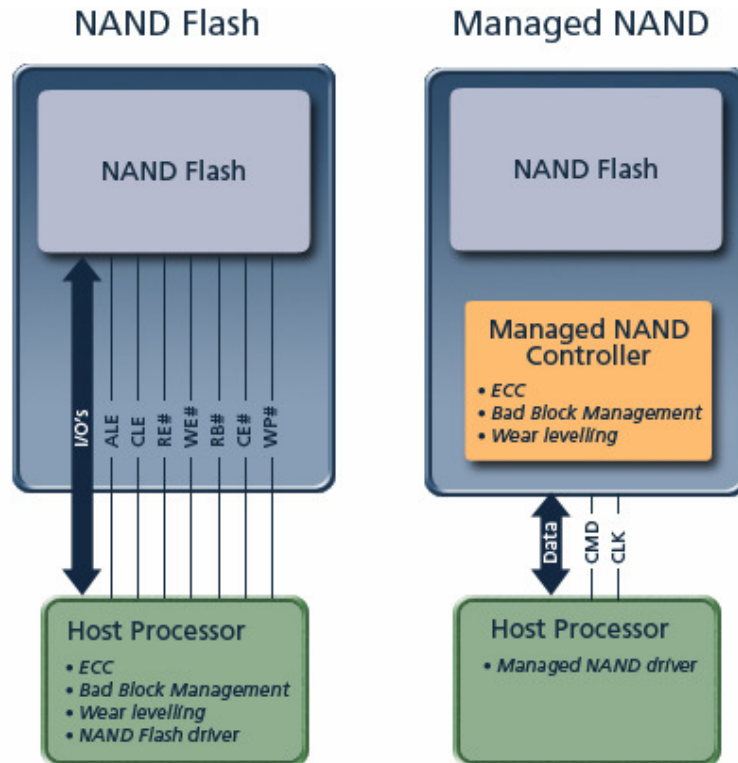 NAND Flash
NAND Flash
I/O's
ALE
CLE
RE#
WE#
RB#
CE#
WP#
Host Processor
• ECC
• Bad Block Management
• Wear levelling
• NAND Flash driver
Managed NAND
NAND Flash
Managed NAND
Controller
• ECC
• Bad Block Management
• Wear levelling
Data
CMD
CLK
Host Processor
• Managed NAND driver